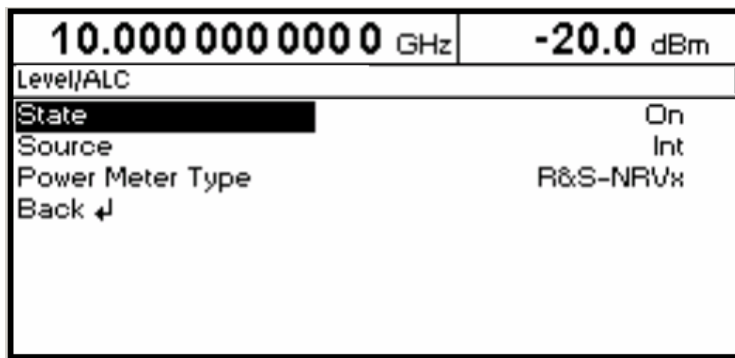 10.000 000 000 0 GHz -20.0 dBm
Level/ALC
State On
Source Int
Power Meter Type R&S-NRVx
Back ↲